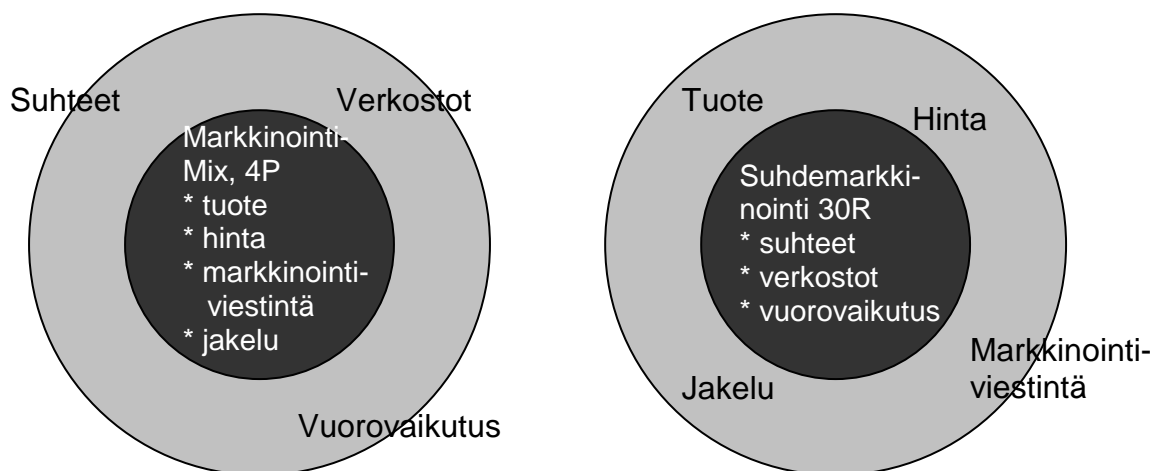 Suhteet
Verkostot
Markkinointi-
Mix, 4P
* tuote
* hinta
* markkinointi-
viestintä
* jakelu
Vuorovaikutus
Tuote
Hinta
Suhdemarkki-
nointi 30R
* suhteet
* verkostot
* vuorovaikutus
Jakelu
Markkinointi-
viestintä